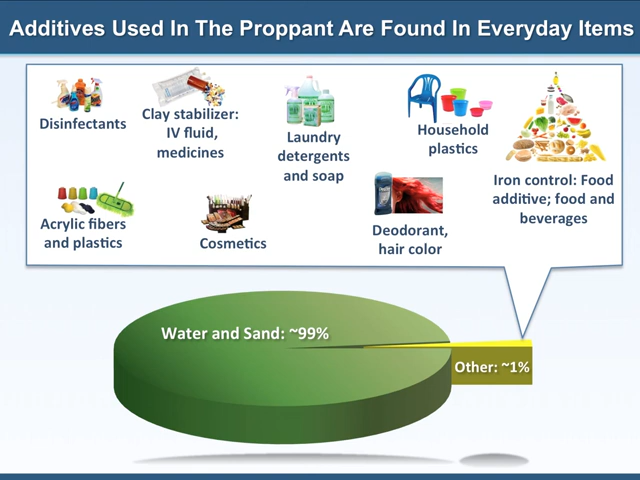 Additives Used In The Proppant Are Found In Everyday Items
Disinfectants
Clay stabilizer:
IV fluid,
medicines
Laundry
detergents
and soap
Household
plastics
Iron control: Food
additive; food and
beverages
Acrylic fibers
and plastics
Cosmetics
Deodorant,
hair color
Water and Sand: ~99%
Other: ~1%